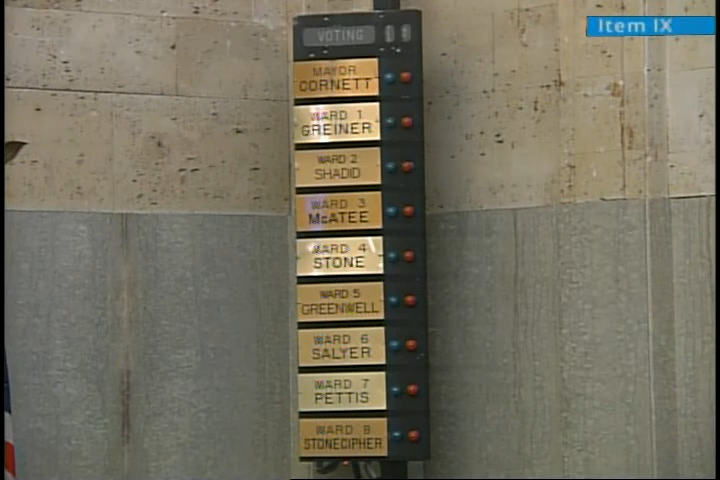 Item IX
VOTING
MAYOR
CORNETT
WARD 1
GREINER
WARD 2
SHADID
WARD 3
McATEE
WARD 4
STONE
WARD 5
GREENWELL
WARD 6
SALYER
WARD 7
PETTIS
WARD 8
STONECIPHER